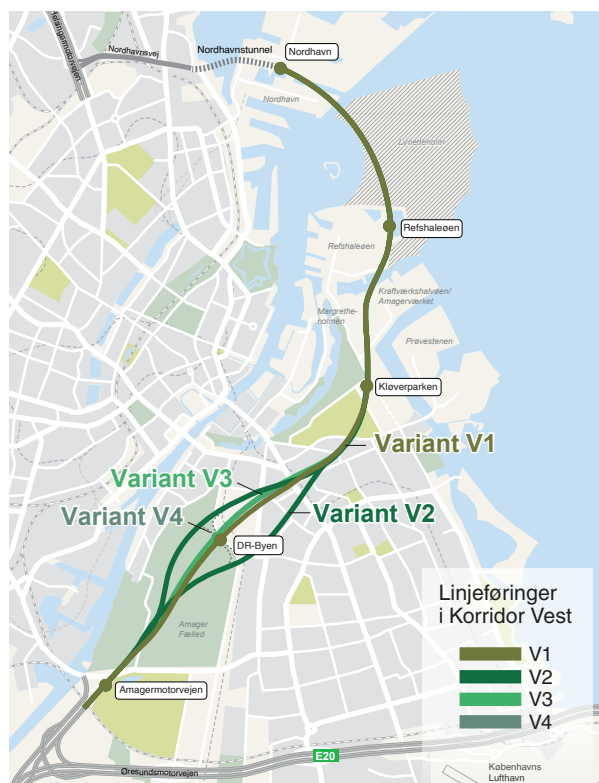 Helsingørmotorvejen
Nordhavnsvej
Nordhavnstunnel
Nordhavn
Nordhavn
Lynetteholm
Refshaleøen
Refshaleøen
Kraftværkshalvøen/
Amagerværket
Margrethe-
holmen
Prøvestenen
Kløverparken
Variant V1
Variant V3
Variant V4
Variant V2
DR-Byen
Amager
Fælled
Amagermotorvejen
Linjeføringer
i Korridor Vest
V1
V2
V3
V4
E20
Øresundsmotorvejen
Københavns
Lufthavn